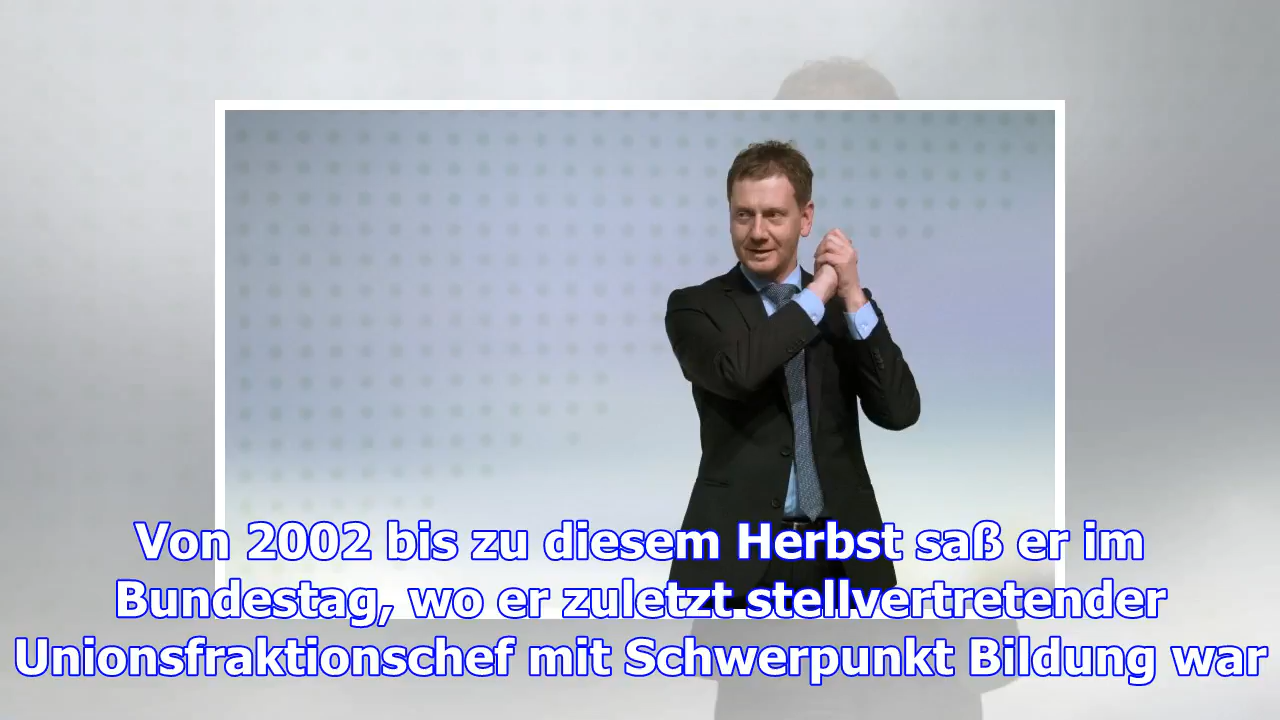 Von 2002 bis zu diesem Herbst saß er im
Bundestag, wo er zuletzt stellvertretender
Unionsfraktionschef mit Schwerpunkt Bildung war